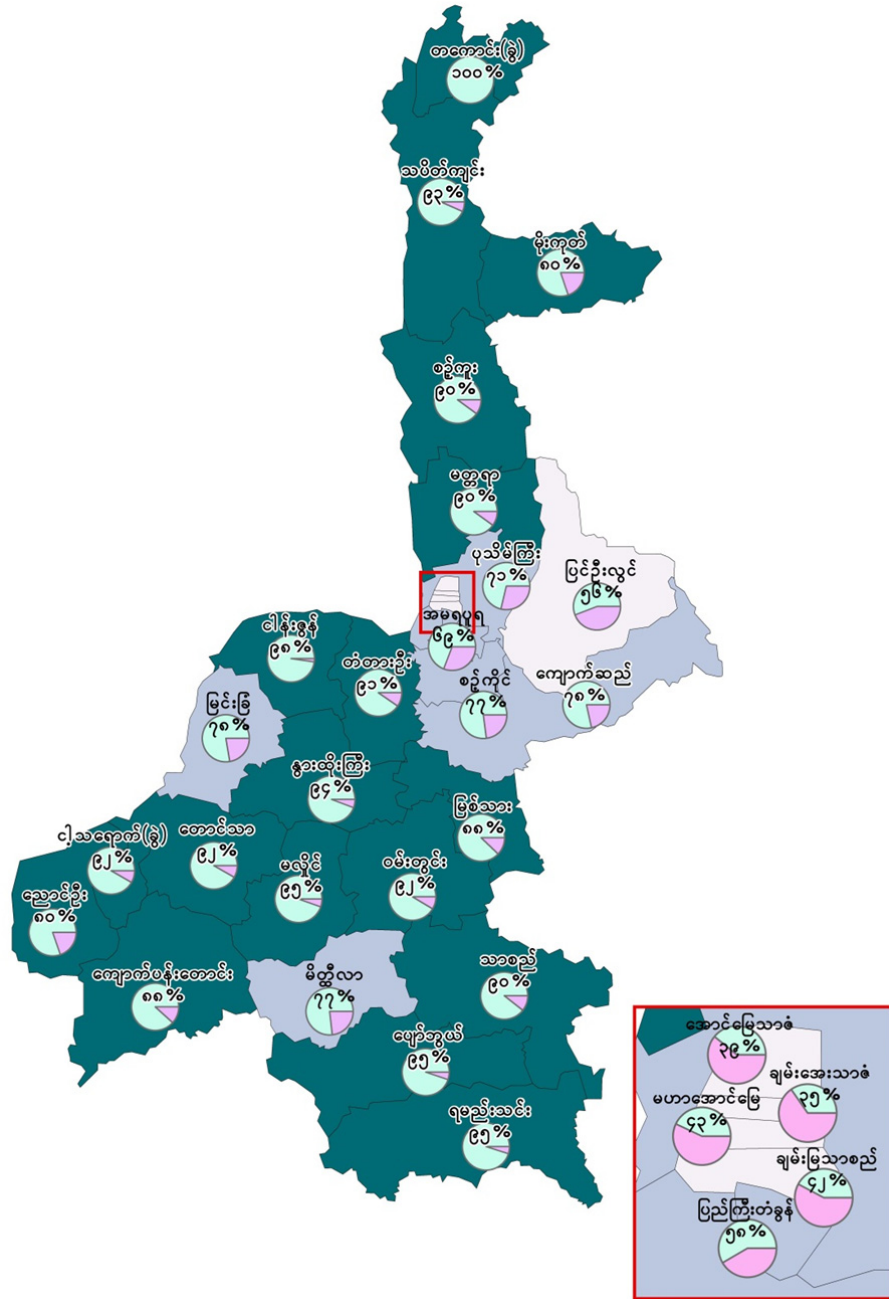 တကောင်း(ခွဲ)
၁၀၀%
သပိတ်ကျင်း
၉၃%
မိုးကုတ်
၈၀%
စဉ့်ကူး
၉၀%
မတ္တရာ
၉၀%
ပုသိမ်ကြီး
၇၁%
ပြင်ဦးလွင်
၅၆%
အမရပူရ
၆၉%
ငါန်းဇွန်
၉၈%
တံတားဦး
၉၁%
စဉ့်ကိုင်
၇၇%
ကျောက်ဆည်
၇၈%
မြင်းခြံ
၇၈%
နွားထိုးကြီး
၉၄%
မြစ်သား
၈၈%
ငါ့သရောက်(ခွဲ)
၉၂%
တောင်သာ
၉၂%
မလှိုင်
၉၅%
ဝမ်းတွင်း
၉၂%
ညောင်ဦး
၈၀%
ကျောက်ပန်းတောင်း
၈၈%
မိတ္ထီလာ
၇၇%
သာစည်
၉၀%
ပျော်ဘွယ်
၉၅%
ရမည်းသင်း
၉၅%
အောင်မြေသာဇံ
၃၉%
ချမ်းအေးသာဇံ
၃၅%
မဟာအောင်မြေ
၄၃%
ချမ်းမြသာစည်
၄၂%
ပြည်ကြီးတံခွန်
၅၈%